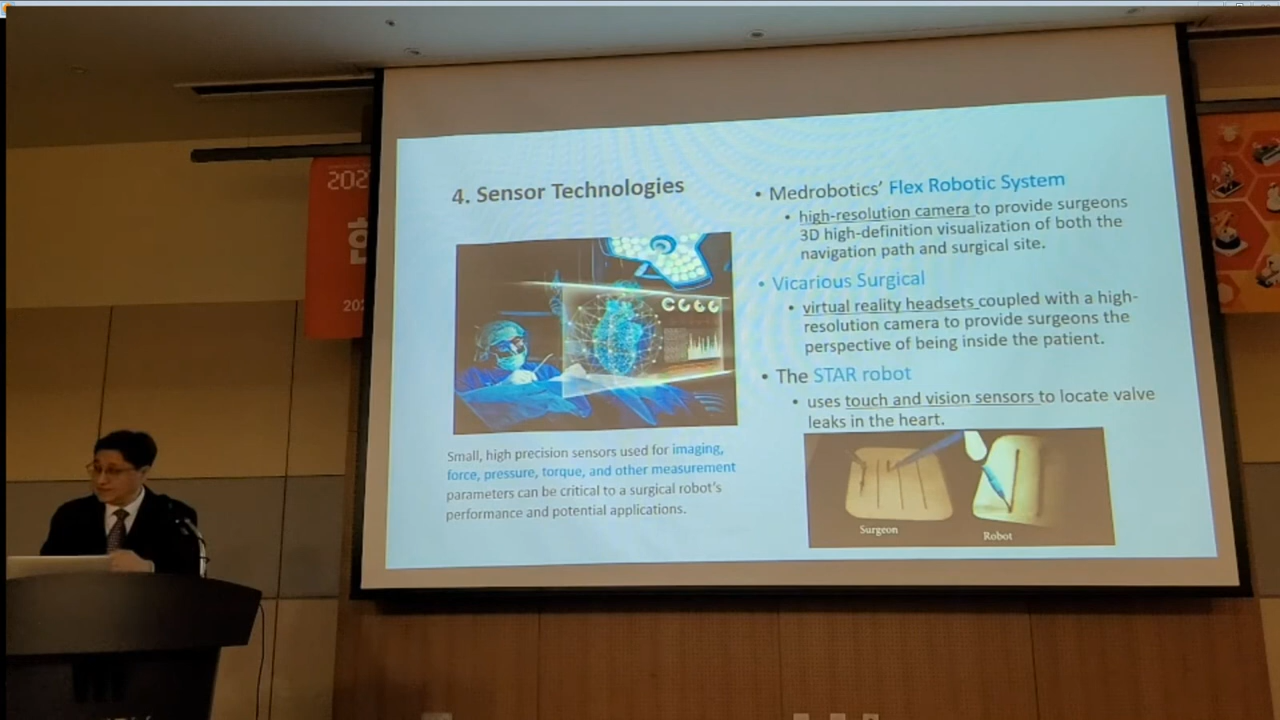 202
한
202
4. Sensor Technologies
Small, high precision sensors used for imaging,
force, pressure, torque, and other measurement
parameters can be critical to a surgical robot's
performance and potential applications.
• Medrobotics' Flex Robotic System
• high-resolution camera to provide surgeons
3D high-definition visualization of both the
navigation path and surgical site.
• Vicarious Surgical
• virtual reality headsets coupled with a high-
resolution camera to provide surgeons the
perspective of being inside the patient.
• The STAR robot
• uses touch and vision sensors to locate valve
leaks in the heart.
Surgeon
Robot